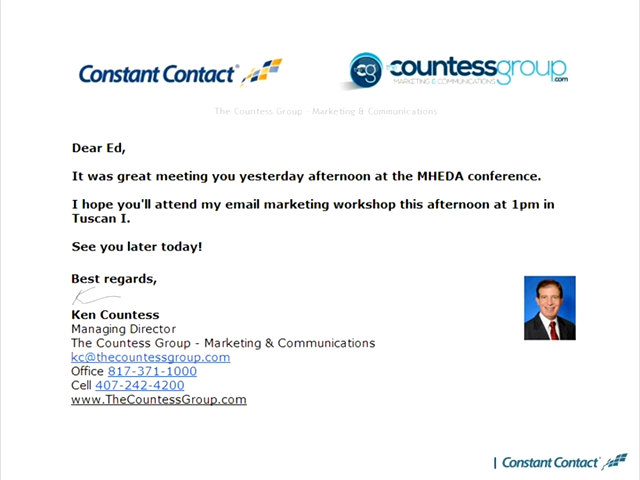 Constant Contact®
cg countessgroup
MARKETING & COMMUNICATIONS .com
The Countess Group - Marketing & Communications
Dear Ed,
It was great meeting you yesterday afternoon at the MHEDA conference.
I hope you'll attend my email marketing workshop this afternoon at 1pm in
Tuscan I.
See you later today!
Best regards,
K
Ken Countess
Managing Director
The Countess Group - Marketing & Communications
kc@thecountessgroup.com
Office 817-371-1000
Cell 407-242-4200
www.TheCountessGroup.com
| Constant Contact®